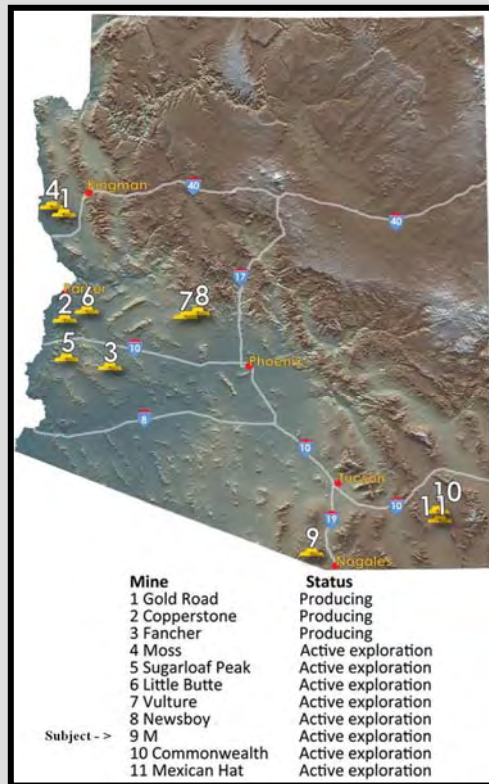 4 1
Kingman
40
40
17
Parker
2 6
7 8
5
3
10
Phoenix
8
10
Tucson
10
10
11
19
9
Nogales
Mine Status
1 Gold Road Producing
2 Copperstone Producing
3 Fancher Producing
4 Moss Active exploration
5 Sugarloaf Peak Active exploration
6 Little Butte Active exploration
7 Vulture Active exploration
8 Newsboy Active exploration
Subject - > 9 M Active exploration
10 Commonwealth Active exploration
11 Mexican Hat Active exploration